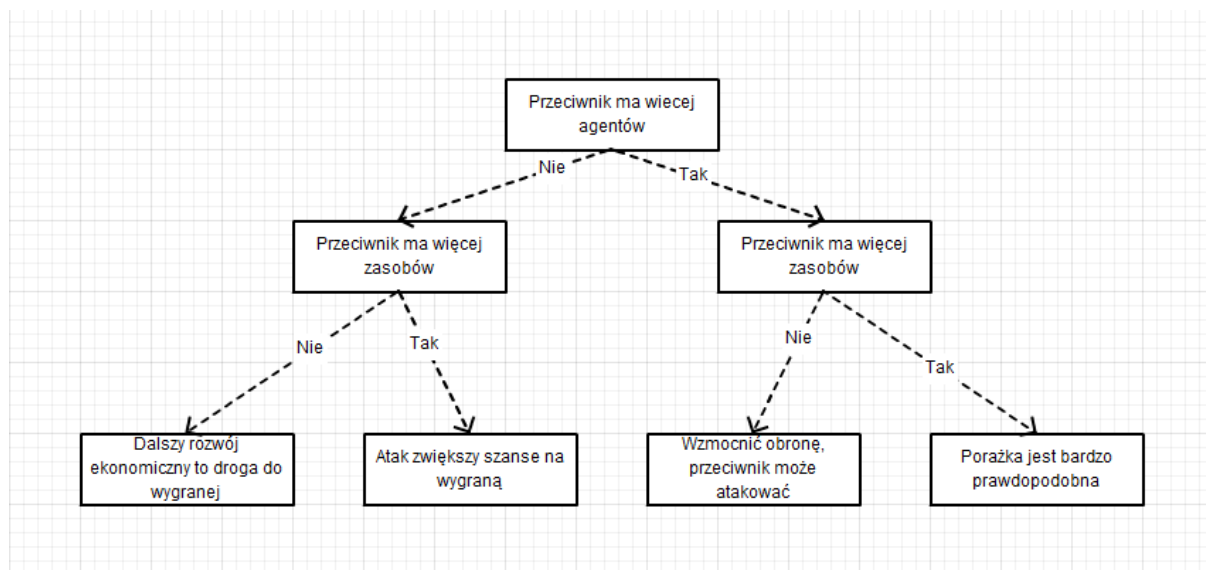 Przeciwnik ma wiecej
agentów
Nie
Tak
Przeciwnik ma więcej
zasobów
Przeciwnik ma więcej
zasobów
Nie
Tak
Nie
Tak
Dalszy rozwój
ekonomiczny to droga do
wygranej
Atak zwiększy szanse na
wygraną
Wzmocnić obronę,
przeciwnik może
atakować
Porażka jest bardzo
prawdopodobna